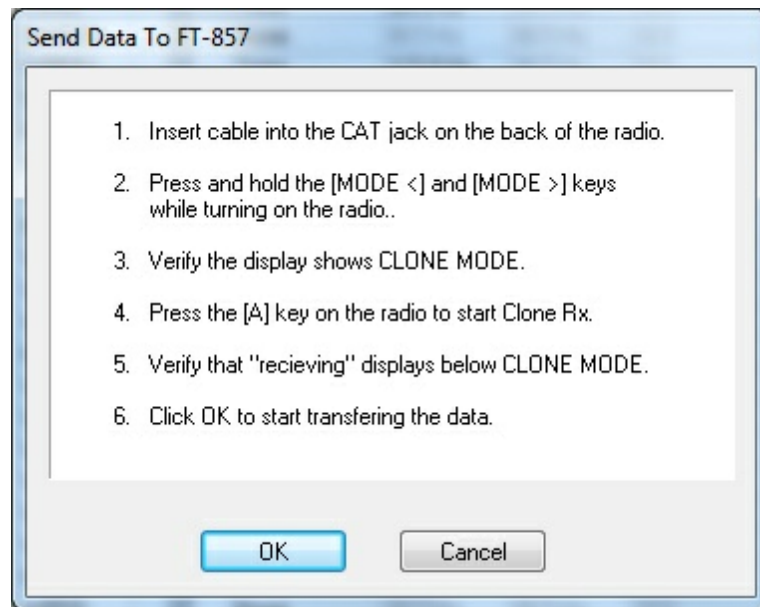 Send Data To FT-857
1. Insert cable into the CAT jack on the back of the radio.
2. Press and hold the [MODE <] and [MODE >] keys
while turning on the radio..
3. Verify the display shows CLONE MODE.
4. Press the [A] key on the radio to start Clone Rx.
5. Verify that "recieving" displays below CLONE MODE.
6. Click OK to start transfering the data.
OK Cancel